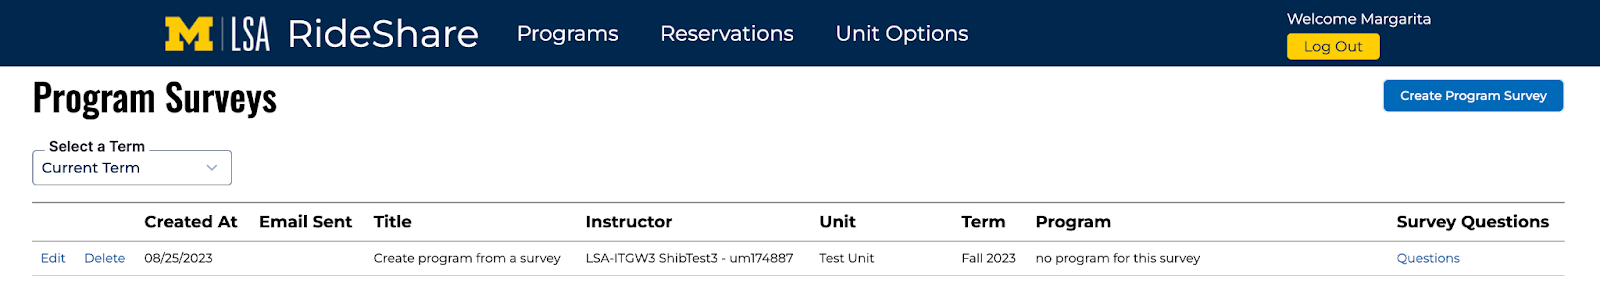 M LSA RideShare Programs Reservations Unit Options
Welcome Margarita
Log Out
Program Surveys
Create Program Survey
Select a Term
Current Term
Created At Email Sent Title Instructor Unit Term Program Survey Questions
Edit Delete 08/25/2023 Create program from a survey LSA-ITGW3 ShibTest3 - um174887 Test Unit Fall 2023 no program for this survey Questions